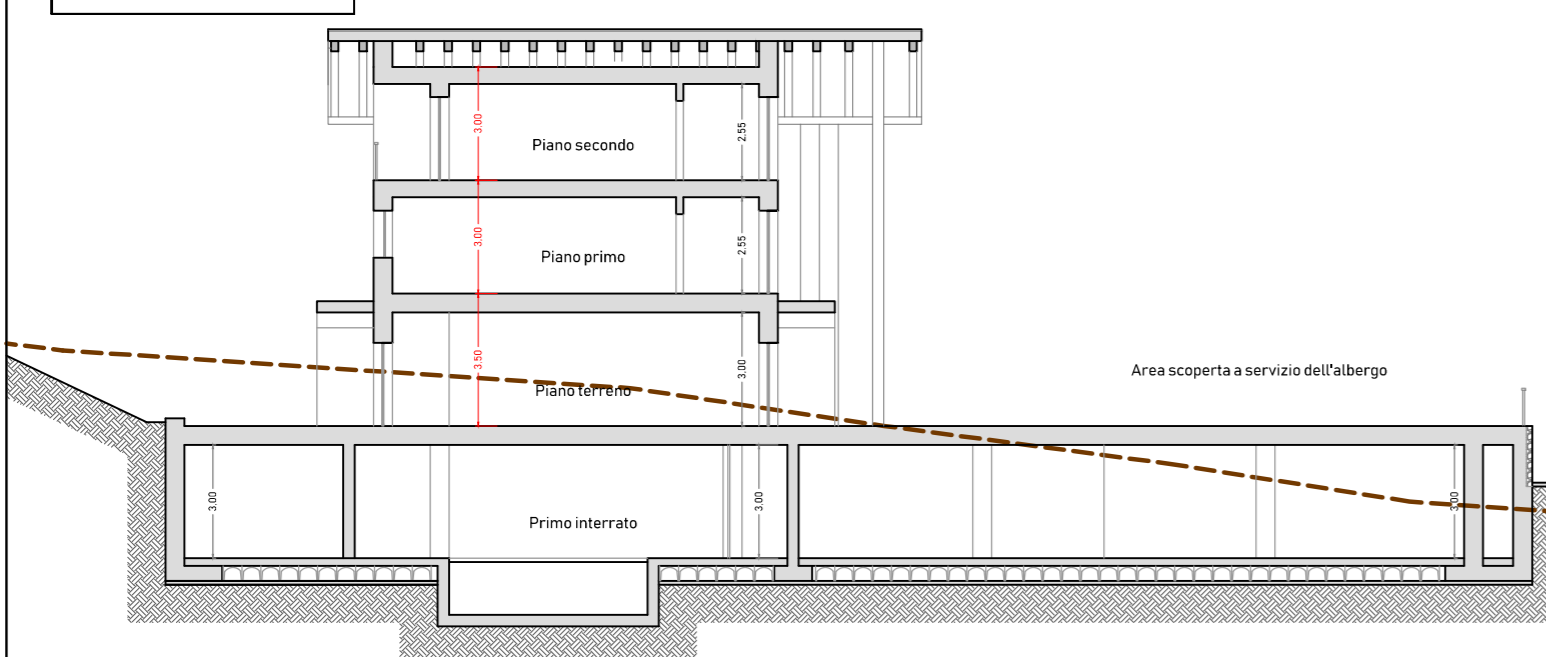 3.00
Piano secondo
2.55
3.00
Piano primo
2.55
3.50
Piano terreno
3.00
Area scoperta a servizio dell'albergo
3.00
Primo interrato
3.00
3.00